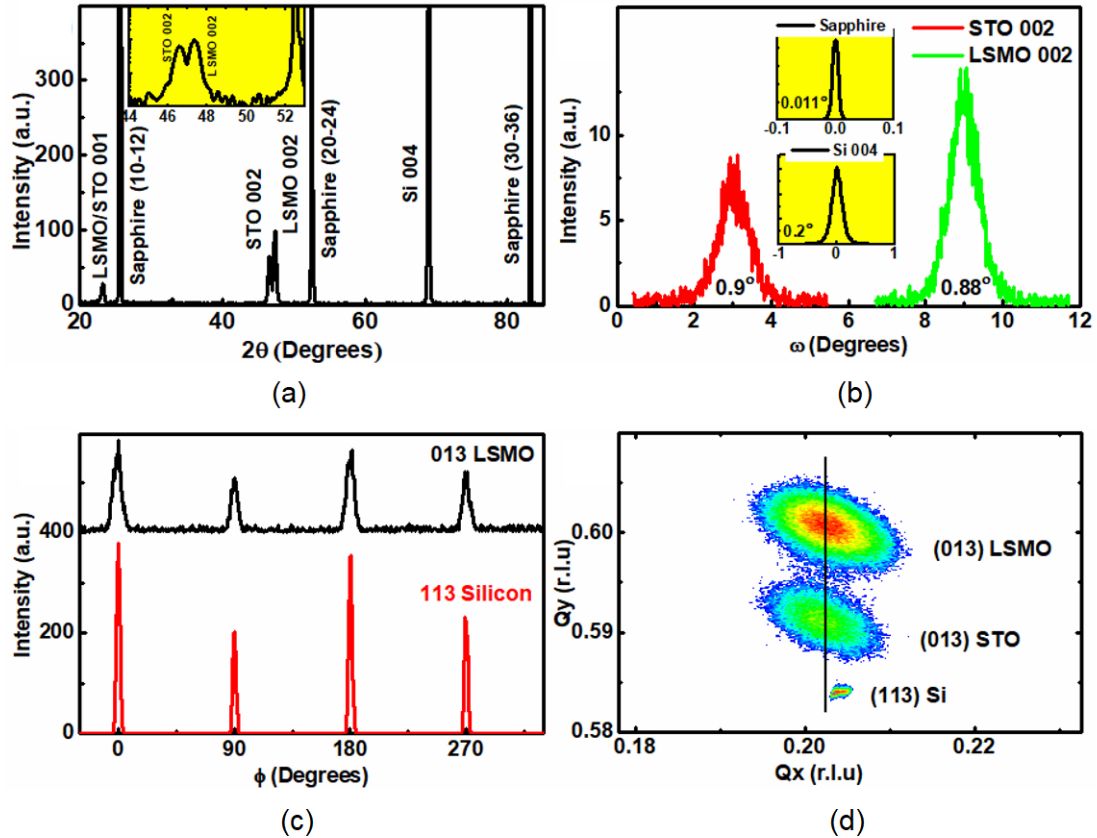 300
200
100
0
Intensity (a.u.)
20
40
60
80
2θ (Degrees)
LSMO/STO 001
Sapphire (10-12)
STO 002
LSMO 002
Sapphire (20-24)
Si 004
Sapphire (30-36)
STO 002
LSMO 002
44
46
48
50
52
(a)
Sapphire
0.011°
-0.1
0.0
0.1
Si 004
0.2°
-1
0
1
STO 002
LSMO 002
10
5
0
Intensity (a.u.)
0.9°
0.88°
0
2
4
6
8
10
12
ω (Degrees)
(b)
013 LSMO
113 Silicon
400
200
0
Intensity (a.u.)
0
90
180
270
ϕ (Degrees)
(c)
0.60
0.59
0.58
Qy (r.l.u)
(013) LSMO
(013) STO
(113) Si
0.18
0.20
0.22
Qx (r.l.u)
(d)